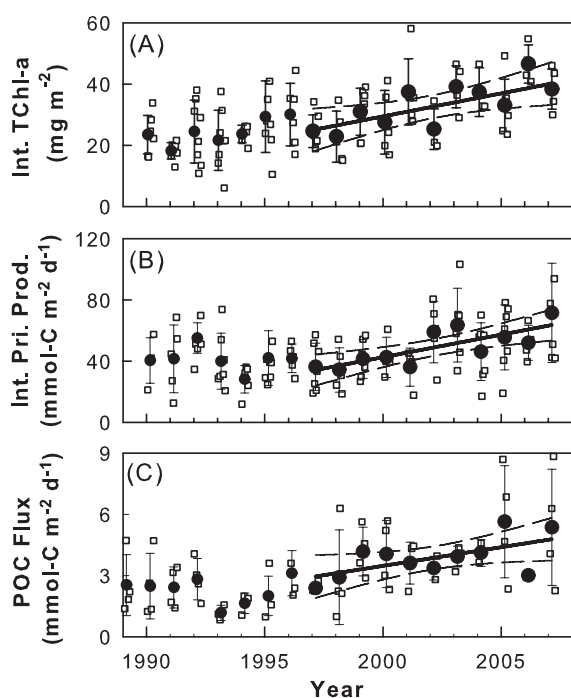 60
(A)
40
20
0
Int. TChl-a
(mg m-2)
120
(B)
80
40
0
Int. Pri. Prod.
(mmol-C m-2 d-1)
9
(C)
6
3
0
POC Flux
(mmol-C m-2 d-1)
1990 1995 2000 2005
Year